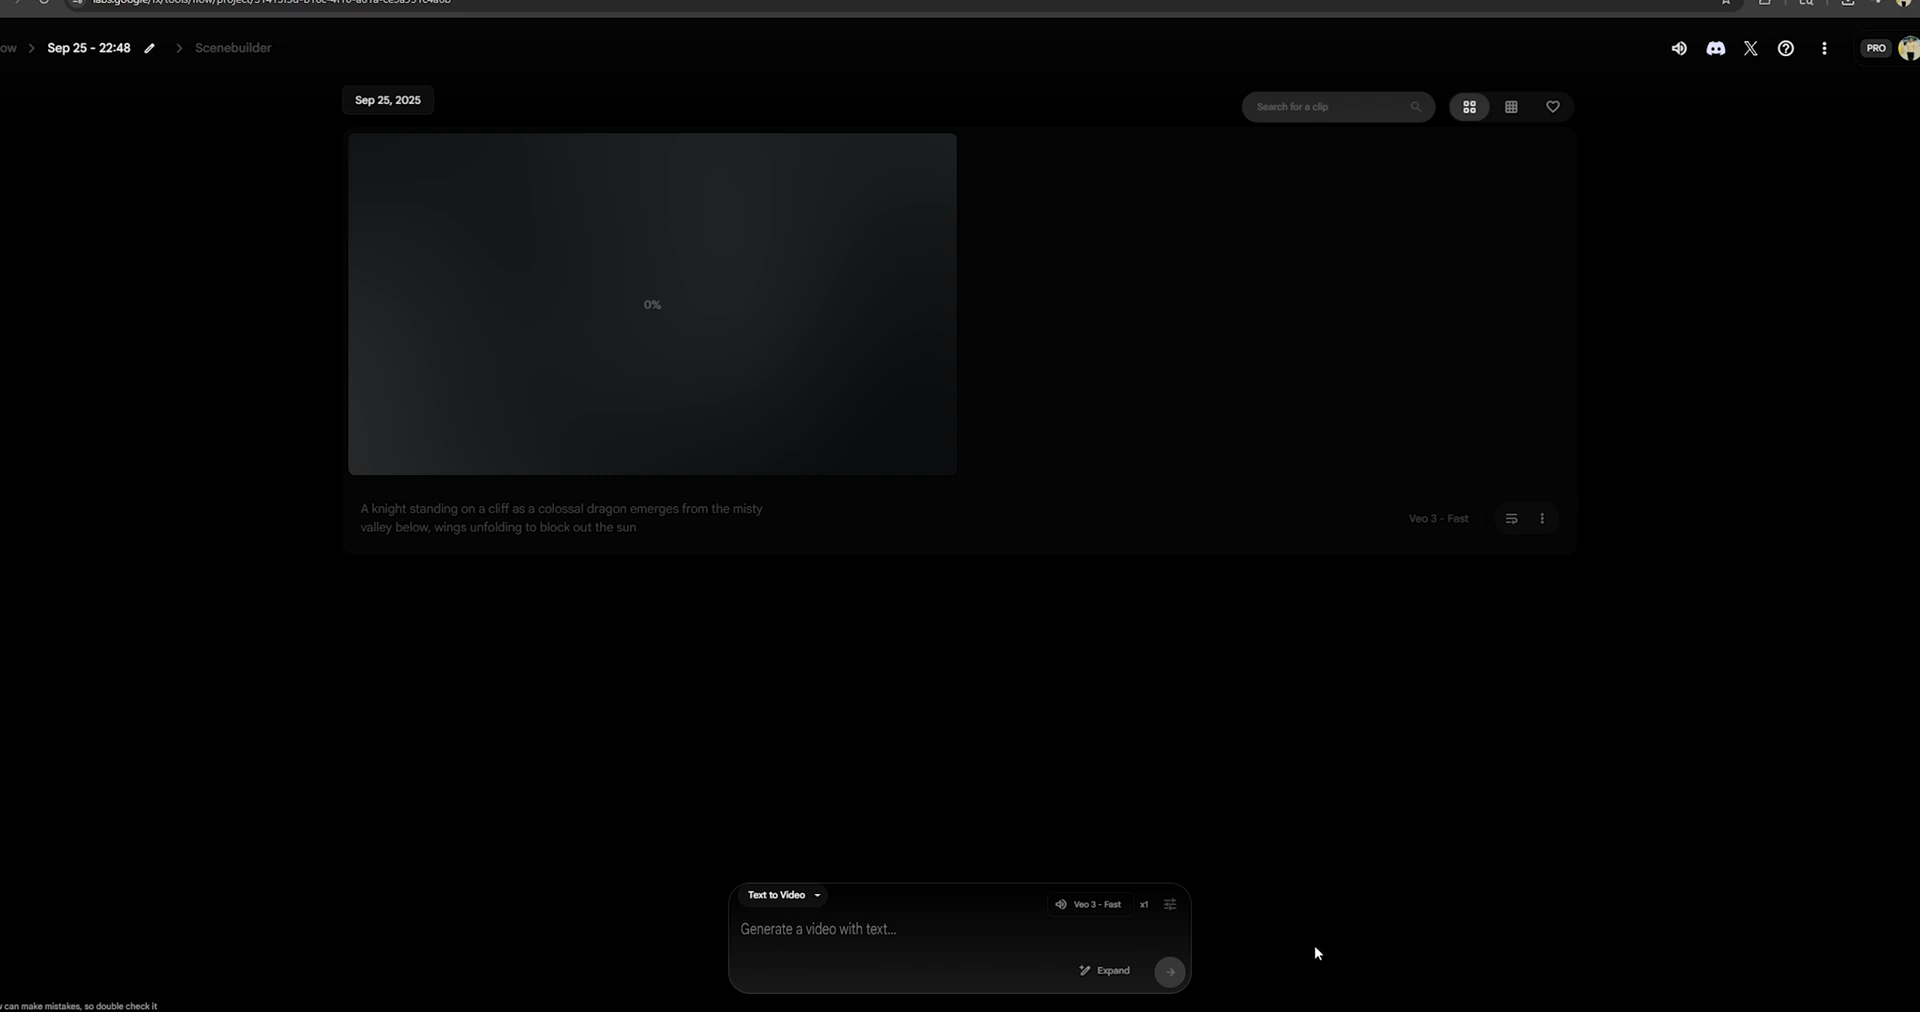 Sep 25 - 22:48
Scenebuilder
PRO
Sep 25, 2025
Search for a clip
0%
A knight standing on a cliff as a colossal dragon emerges from the misty
valley below, wings unfolding to block out the sun
Veo 3 - Fast
Text to Video
Veo 3 - Fast
x1
Generate a video with text...
Expand
can make mistakes, so double check it